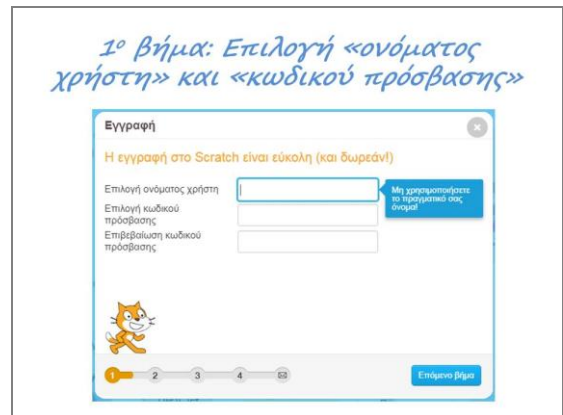 1ο βήμα: Επιλογή «ονόματος
χρήστη» και «κωδικού πρόσβασης»
Εγγραφή
Η εγγραφή στο Scratch είναι εύκολη (και δωρεάν!)
Επιλογή ονόματος χρήστη
Μη χρησιμοποιήσετε
το πραγματικό σας
όνομα!
Επιλογή κωδικού
πρόσβασης
Επιβεβαίωση κωδικού
πρόσβασης
1 2 3 4
Επόμενο βήμα